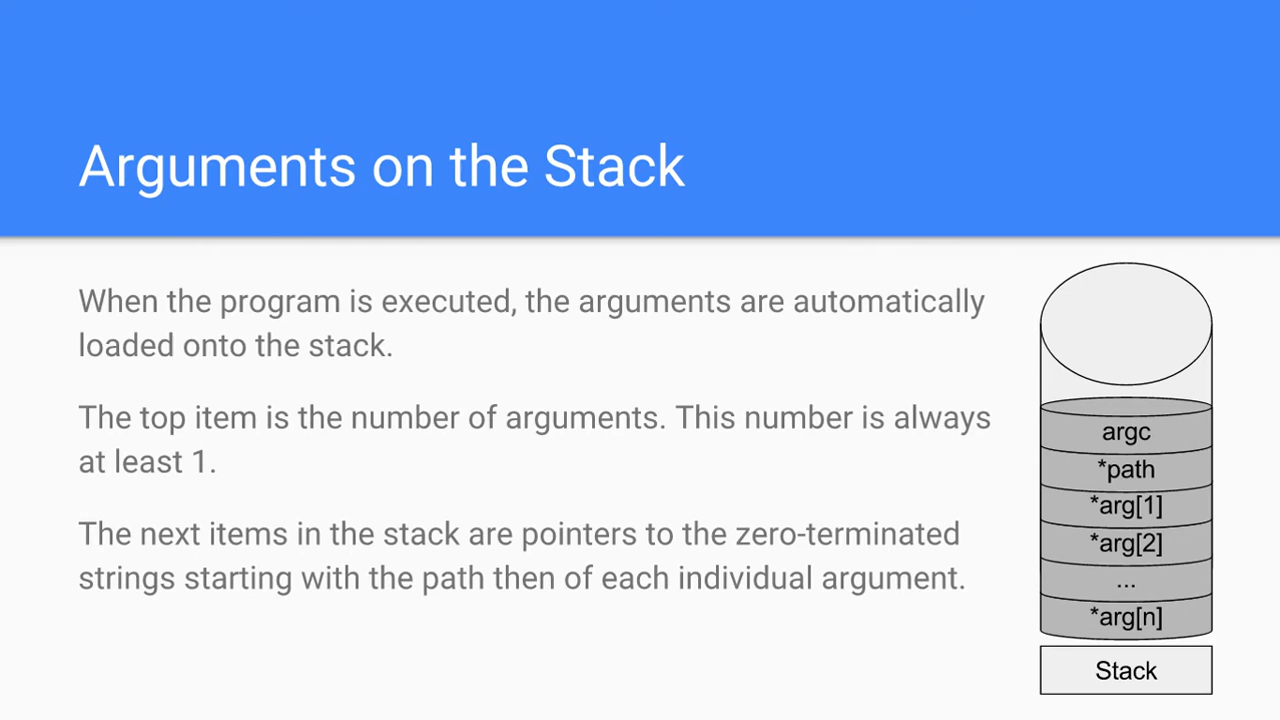 Arguments on the Stack
When the program is executed, the arguments are automatically
loaded onto the stack.
The top item is the number of arguments. This number is always
at least 1.
The next items in the stack are pointers to the zero-terminated
strings starting with the path then of each individual argument.
argc
*path
*arg[1]
*arg[2]
...
*arg[n]
Stack